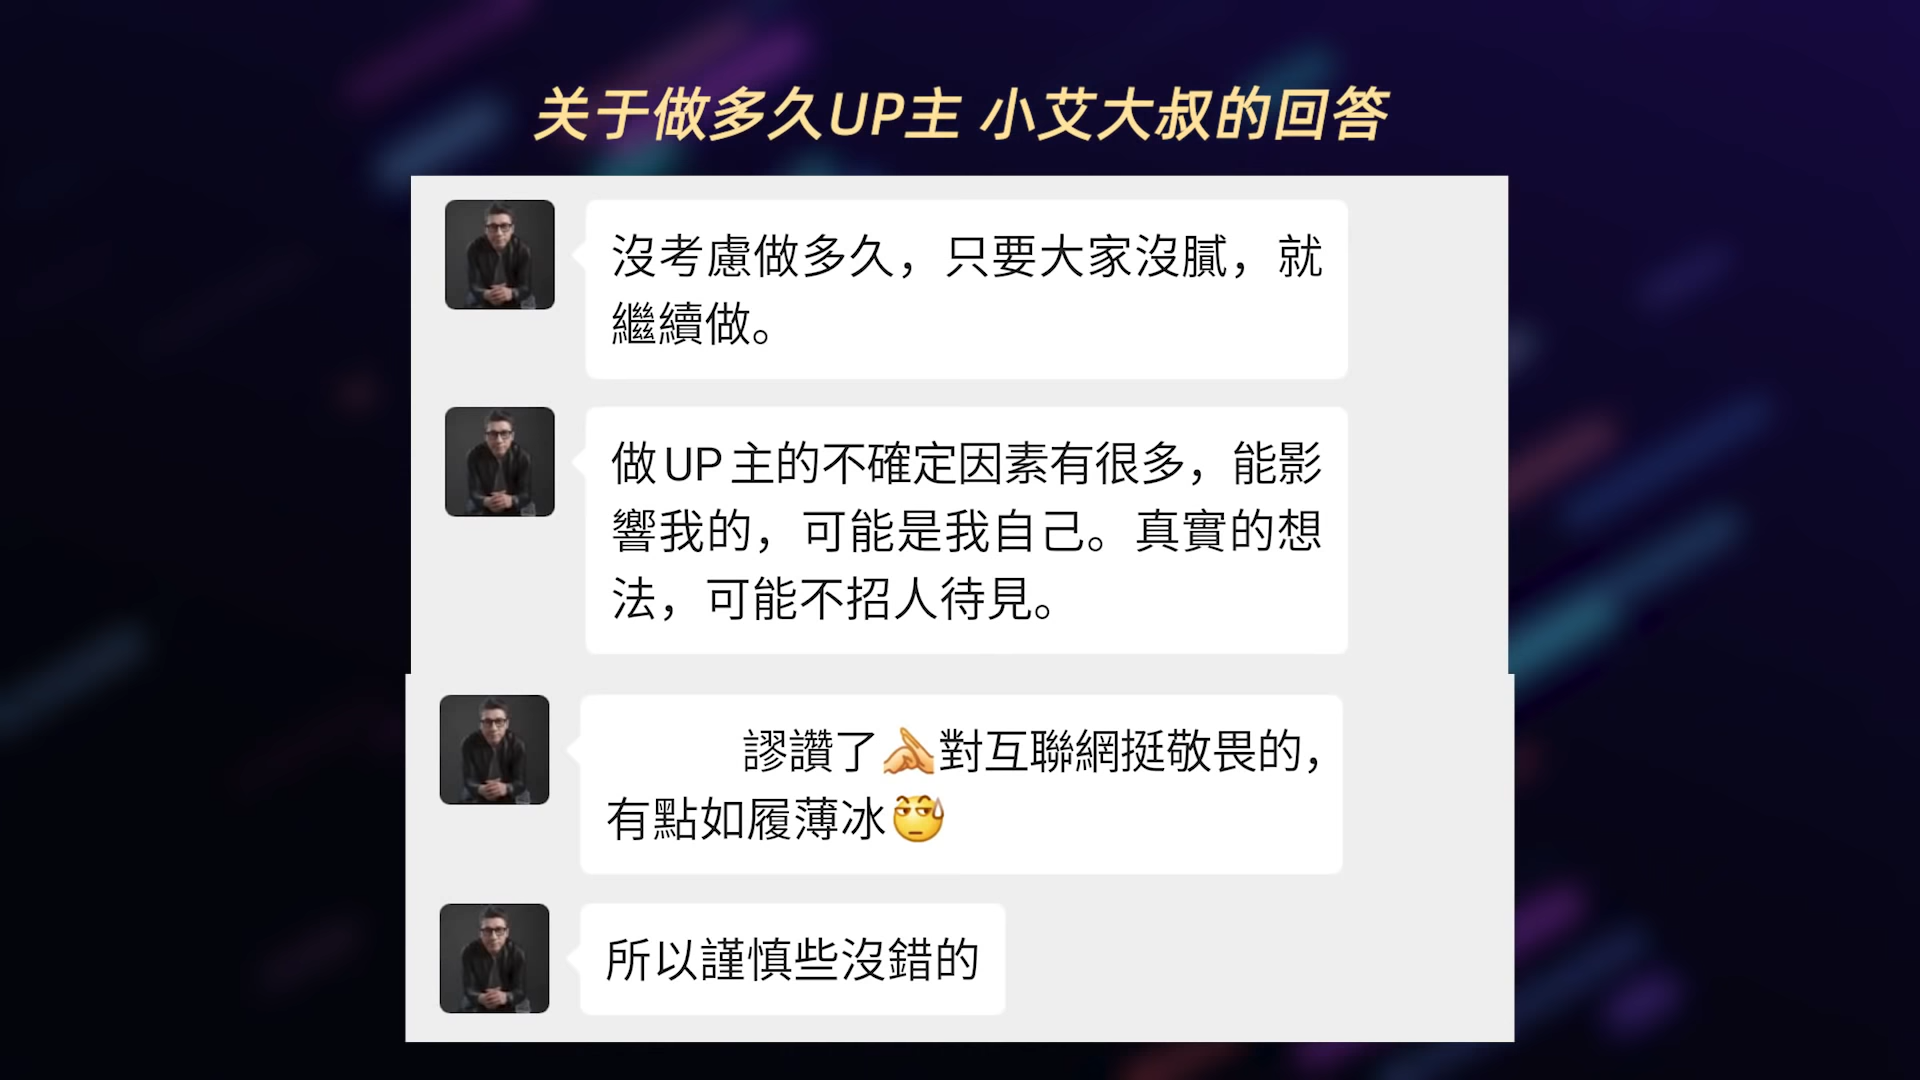 关于做多久UP主 小艾大叔的回答
沒考慮做多久，只要大家沒膩，就
繼續做。
做UP主的不確定因素有很多，能影
響我的，可能是我自己。真實的想
法，可能不招人待見。
謬讚了🙏對互聯網挺敬畏的，
有點如履薄冰😓
所以謹慎些沒錯的